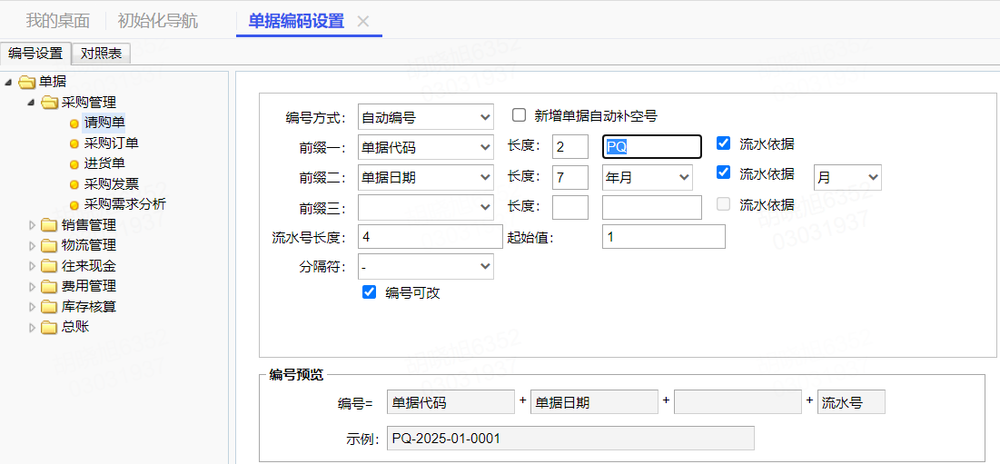 我的桌面 初始化导航 单据编码设置
编号设置 对照表
单据
采购管理
请购单
采购订单
进货单
采购发票
采购需求分析
销售管理
物流管理
往来现金
费用管理
库存核算
总账
编号方式： 自动编号 新增单据自动补空号
前缀一： 单据代码 长度： 2 PQ 流水依据
前缀二： 单据日期 长度： 7 年月 流水依据 月
前缀三： 长度： 流水依据
流水号长度： 4 起始值： 1
分隔符： -
编号可改
编号预览
编号= 单据代码 + 单据日期 + + 流水号
示例： PQ-2025-01-0001